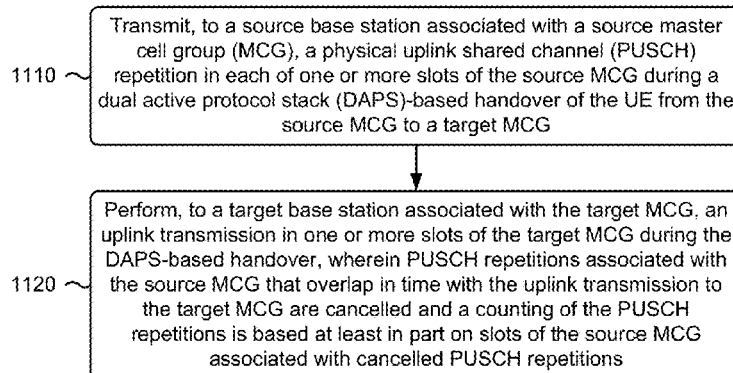 Transmit, to a source base station associated with a source master
cell group (MCG), a physical uplink shared channel (PUSCH)
1110
repetition in each of one or more slots of the source MCG during a
dual active protocol stack (DAPS)-based handover of the UE from the
source MCG to a target MCG
Perform, to a target base station associated with the target MCG, an
uplink transmission in one or more slots of the target MCG during the
DAPS-based handover, wherein PUSCH repetitions associated with
1120
the source MCG that overlap in time with the uplink transmission to
the target MCG are cancelled and a counting of the PUSCH
repetitions is based at least in part on slots of the source MCG
associated with cancelled PUSCH repetitions